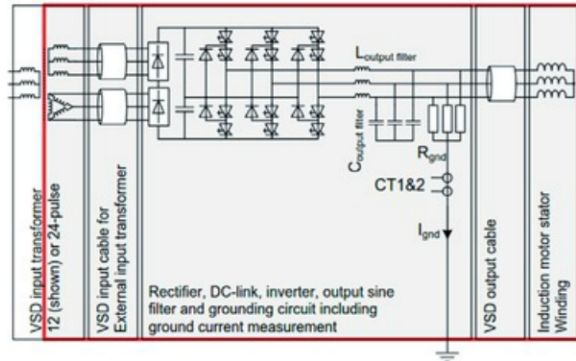 L output filter
C output filter
R gnd
CT1&2
I gnd
VSD input transformer
12 (shown) or 24-pulse
VSD input cable for
External input transformer
Rectifier, DC-link, inverter, output sine
filter and grounding circuit including
ground current measurement
VSD output cable
Induction motor stator
Winding